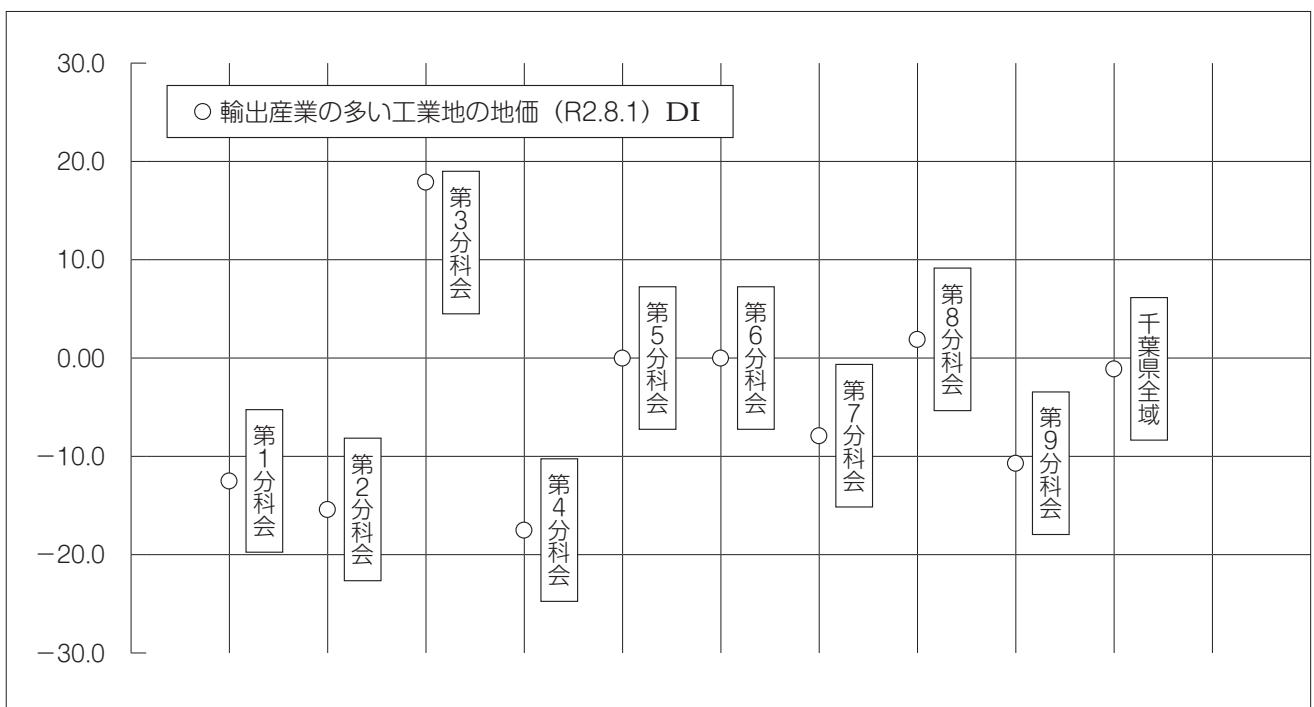 30.0
20.0
10.0
0.00
−10.0
−20.0
−30.0
○ 輸出産業の多い工業地の地価（R2.8.1）DI
第1分科会
第2分科会
第3分科会
第4分科会
第5分科会
第6分科会
第7分科会
第8分科会
第9分科会
千葉県全域